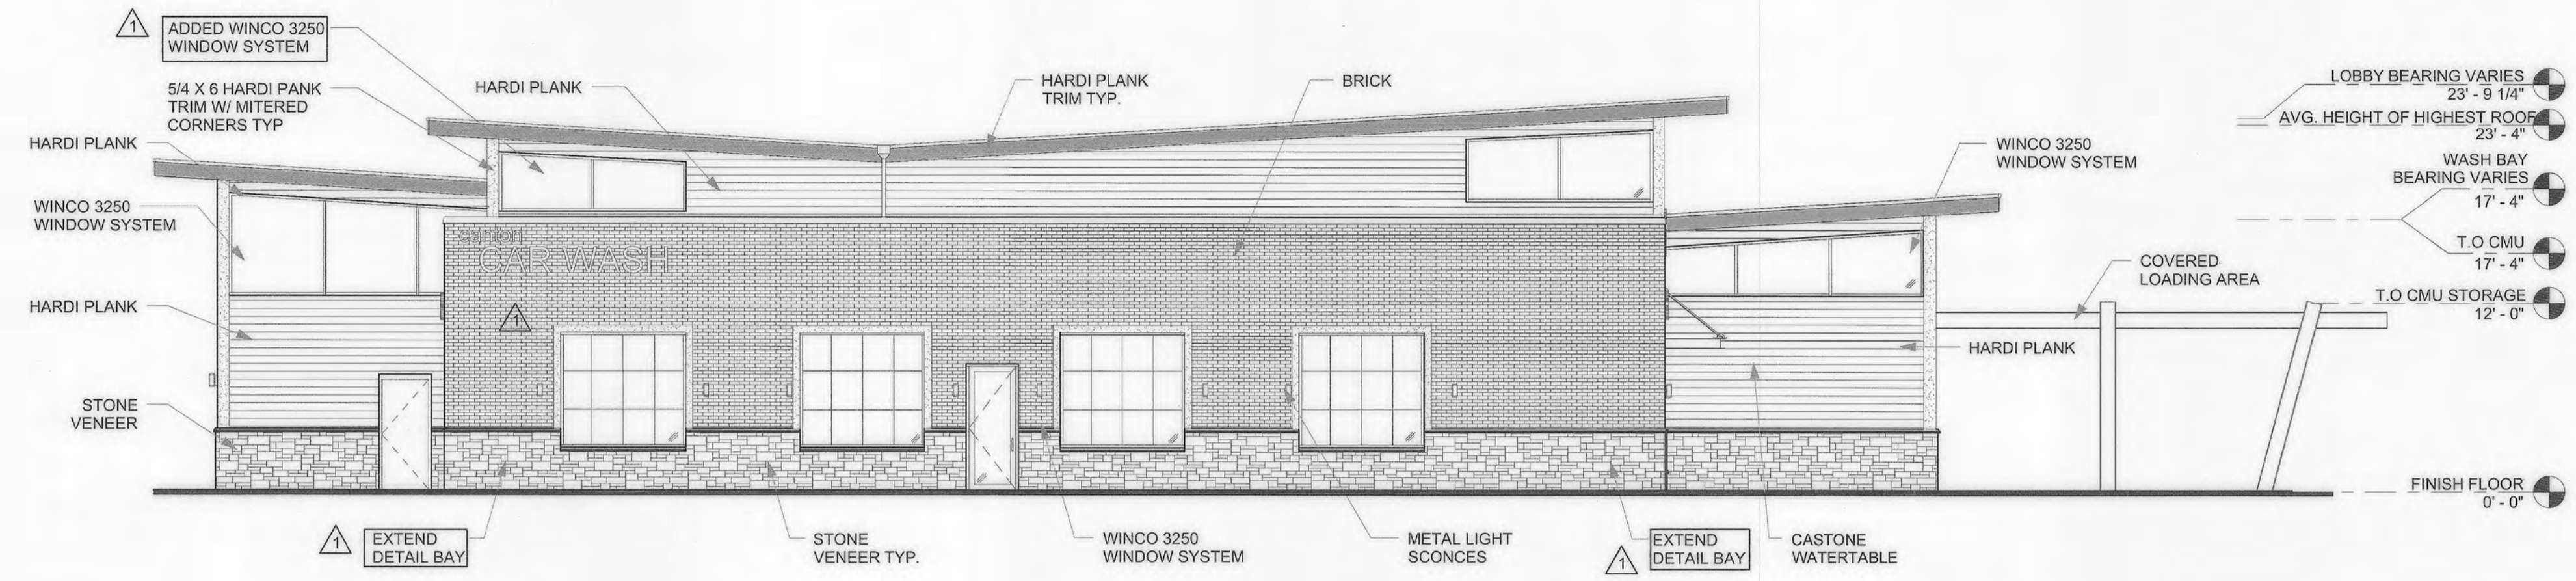 1
ADDED WINCO 3250
WINDOW SYSTEM
5/4 X 6 HARDI PANK
TRIM W/ MITERED
CORNERS TYP
HARDI PLANK
HARDI PLANK
TRIM TYP.
BRICK
HARDI PLANK
WINCO 3250
WINDOW SYSTEM
HARDI PLANK
STONE
VENEER
canton
CAR WASH
1
WINCO 3250
WINDOW SYSTEM
COVERED
LOADING AREA
HARDI PLANK
LOBBY BEARING VARIES
23' - 9 1/4"
AVG. HEIGHT OF HIGHEST ROOF
23' - 4"
WASH BAY
BEARING VARIES
17' - 4"
T.O CMU
17' - 4"
T.O CMU STORAGE
12' - 0"
FINISH FLOOR
0' - 0"
1
EXTEND
DETAIL BAY
STONE
VENEER TYP.
WINCO 3250
WINDOW SYSTEM
METAL LIGHT
SCONCES
1
EXTEND
DETAIL BAY
CASTONE
WATERTABLE